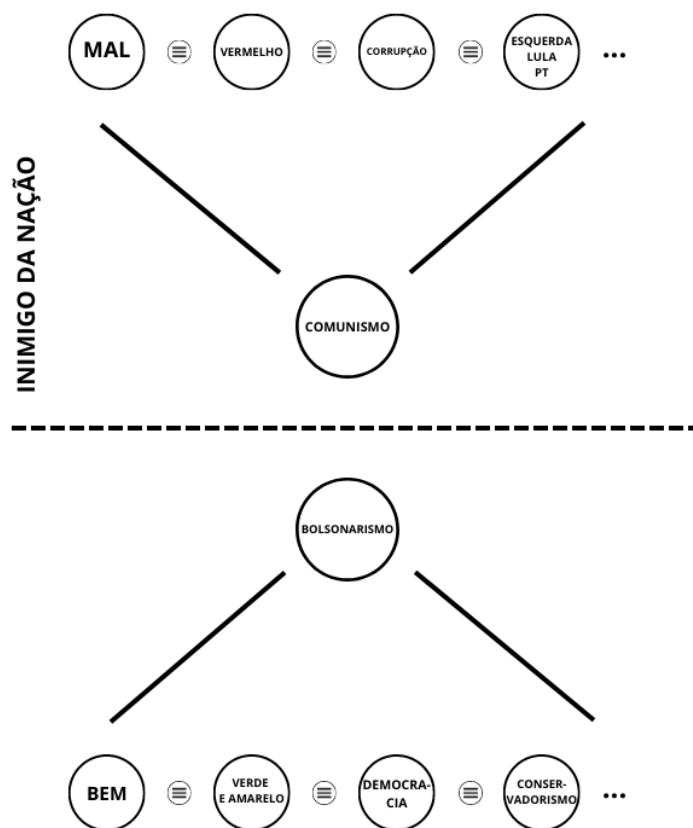 MAL
VERMELHO
CORRUPÇÃO
ESQUERDA
LULA
PT
...
INIMIGO DA NAÇÃO
COMUNISMO
BOLSONARISMO
BEM
VERDE
E AMARELO
DEMOCRA-
CIA
CONSER-
VADORISMO
...